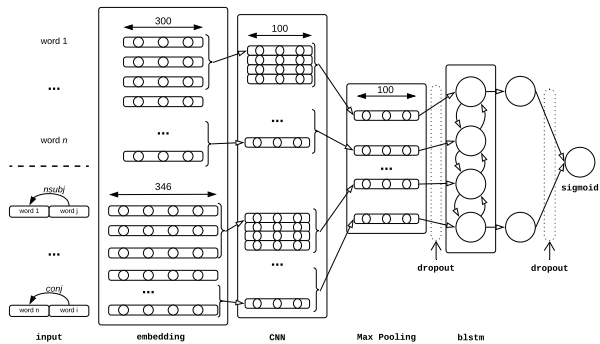 word 1
...
word n
nsubj
word 1 word j
...
conj
word n word i
input
300
...
346
...
embedding
100
...
...
CNN
100
...
Max Pooling
dropout
blstm
dropout
sigmoid